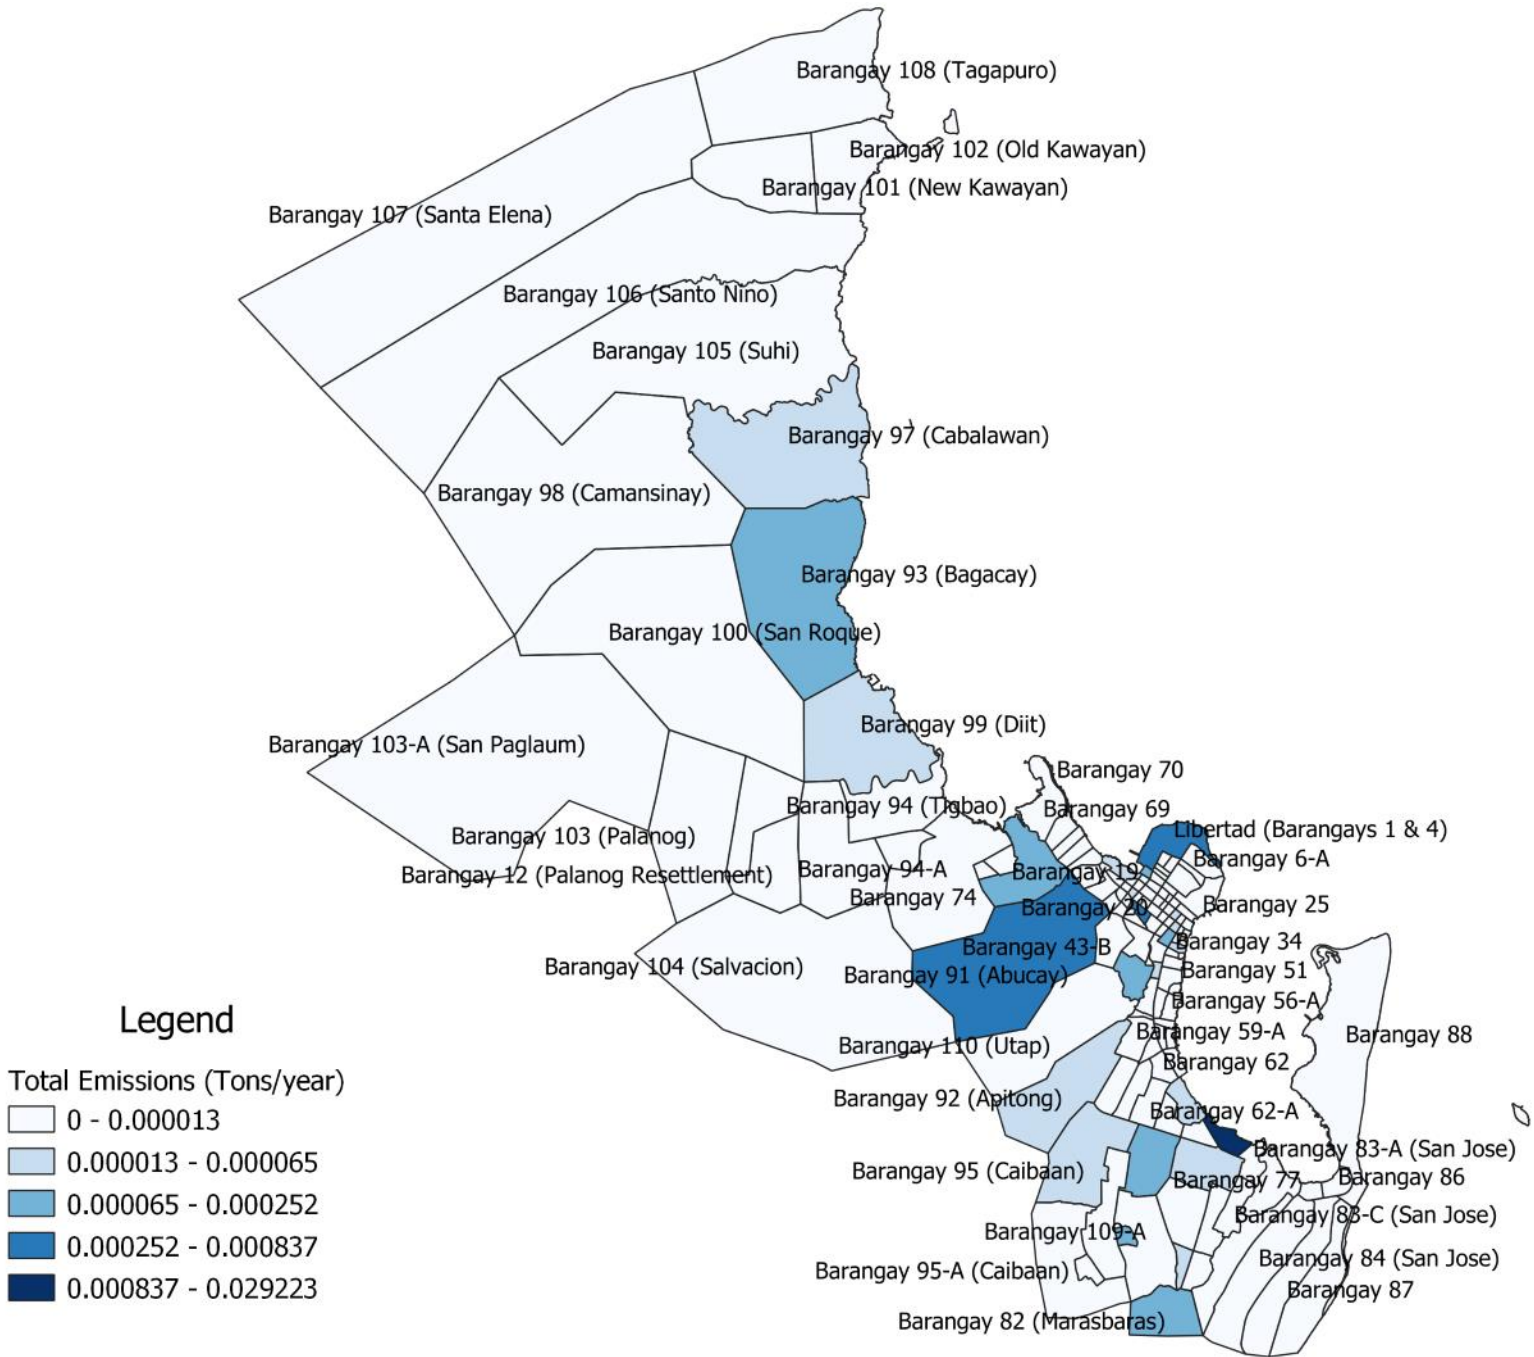 Barangay 108 (Tagapuro)
Barangay 102 (Old Kawayan)
Barangay 101 (New Kawayan)
Barangay 107 (Santa Elena)
Barangay 106 (Santo Nino)
Barangay 105 (Suhi)
Barangay 97 (Cabalawan)
Barangay 98 (Camansinay)
Barangay 93 (Bagacay)
Barangay 100 (San Roque)
Barangay 99 (Diit)
Barangay 103-A (San Paglaum)
Barangay 70
Barangay 94 (Tigbao)
Barangay 69
Libertad (Barangays 1 & 4)
Barangay 103 (Palanog)
Barangay 6-A
Barangay 12 (Palanog Resettlement)
Barangay 94-A
Barangay 19
Barangay 74
Barangay 20
Barangay 25
Barangay 43-B
Barangay 34
Barangay 104 (Salvacion)
Barangay 91 (Abucay)
Barangay 51
Barangay 56-A
Barangay 59-A
Barangay 88
Barangay 110 (Utap)
Barangay 62
Barangay 92 (Apitong)
Barangay 62-A
Barangay 83-A (San Jose)
Barangay 95 (Caibaan)
Barangay 77
Barangay 86
Barangay 83-C (San Jose)
Barangay 109-A
Barangay 84 (San Jose)
Barangay 95-A (Caibaan)
Barangay 87
Barangay 82 (Marasbaras)
Legend
Total Emissions (Tons/year)
0 - 0.000013
0.000013 - 0.000065
0.000065 - 0.000252
0.000252 - 0.000837
0.000837 - 0.029223